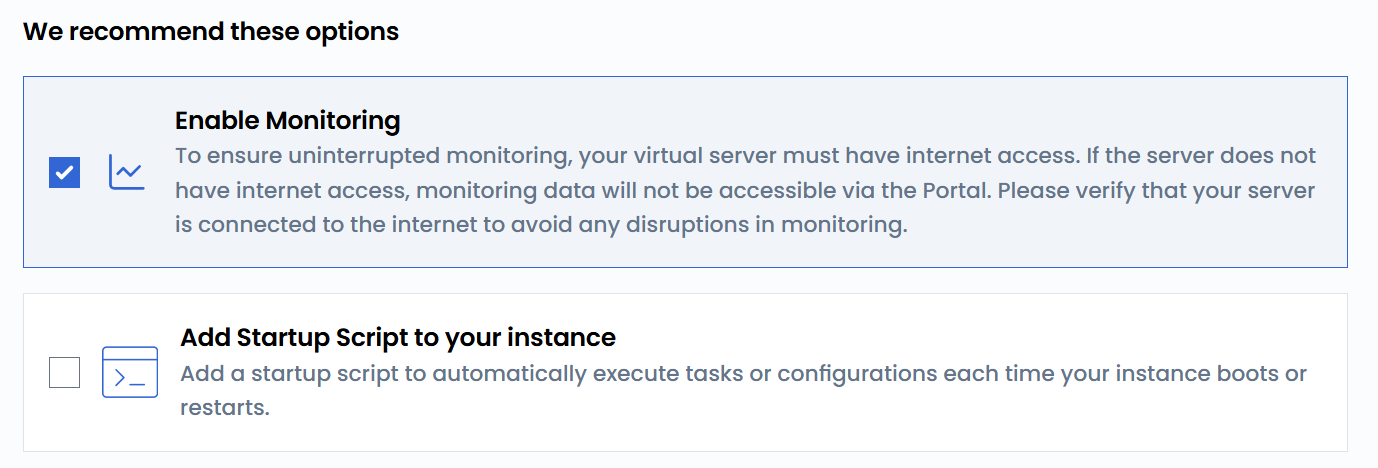 We recommend these options
Enable Monitoring
To ensure uninterrupted monitoring, your virtual server must have internet access. If the server does not
have internet access, monitoring data will not be accessible via the Portal. Please verify that your server
is connected to the internet to avoid any disruptions in monitoring.
Add Startup Script to your instance
Add a startup script to automatically execute tasks or configurations each time your instance boots or
restarts.